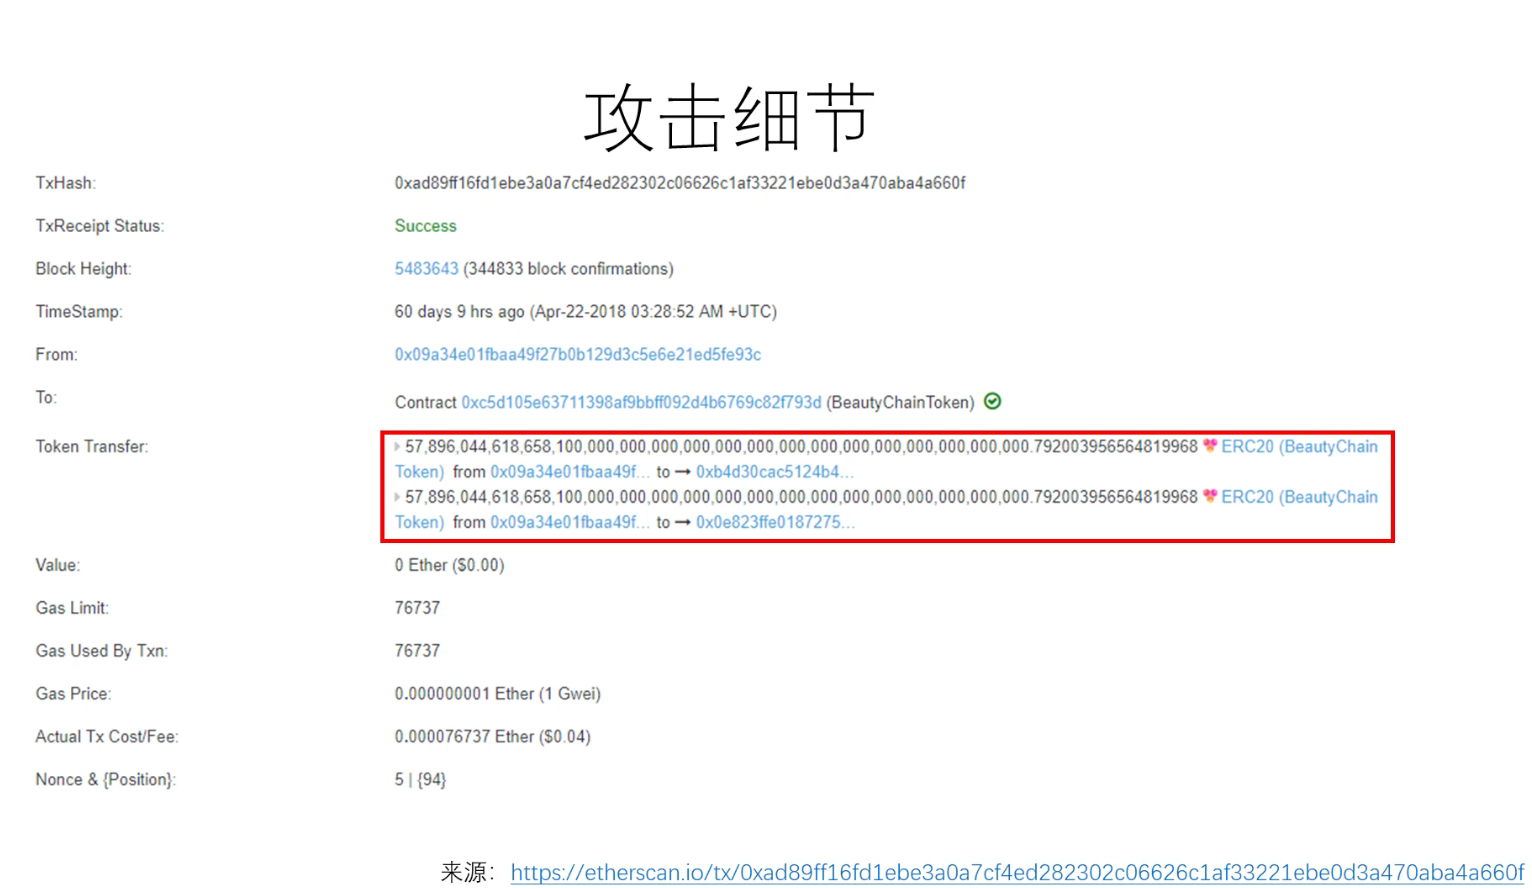 攻击细节
TxHash: 0xad89ff16fd1ebe3a0a7cf4ed282302c06626c1af33221ebe0d3a470aba4a660f
TxReceipt Status: Success
Block Height: 5483643 (344833 block confirmations)
TimeStamp: 60 days 9 hrs ago (Apr-22-2018 03:28:52 AM +UTC)
From: 0x09a34e01fbaa49f27b0b129d3c5e6e21ed5fe93c
To: Contract 0xc5d105e63711398af9bbff092d4b6769c82f793d (BeautyChainToken)
Token Transfer: 57,896,044,618,658,100,000,000,000,000,000,000,000,000,000,000,000,000,000,000.792003956564819968 ERC20 (BeautyChain
Token) from 0x09a34e01fbaa49f... to → 0xb4d30cac5124b4...
57,896,044,618,658,100,000,000,000,000,000,000,000,000,000,000,000,000,000,000.792003956564819968 ERC20 (BeautyChain
Token) from 0x09a34e01fbaa49f... to → 0x0e823ffe0187275...
Value: 0 Ether ($0.00)
Gas Limit: 76737
Gas Used By Txn: 76737
Gas Price: 0.000000001 Ether (1 Gwei)
Actual Tx Cost/Fee: 0.000076737 Ether ($0.04)
Nonce & {Position}: 5 | {94}
来源：https://etherscan.io/tx/0xad89ff16fd1ebe3a0a7cf4ed282302c06626c1af33221ebe0d3a470aba4a660f